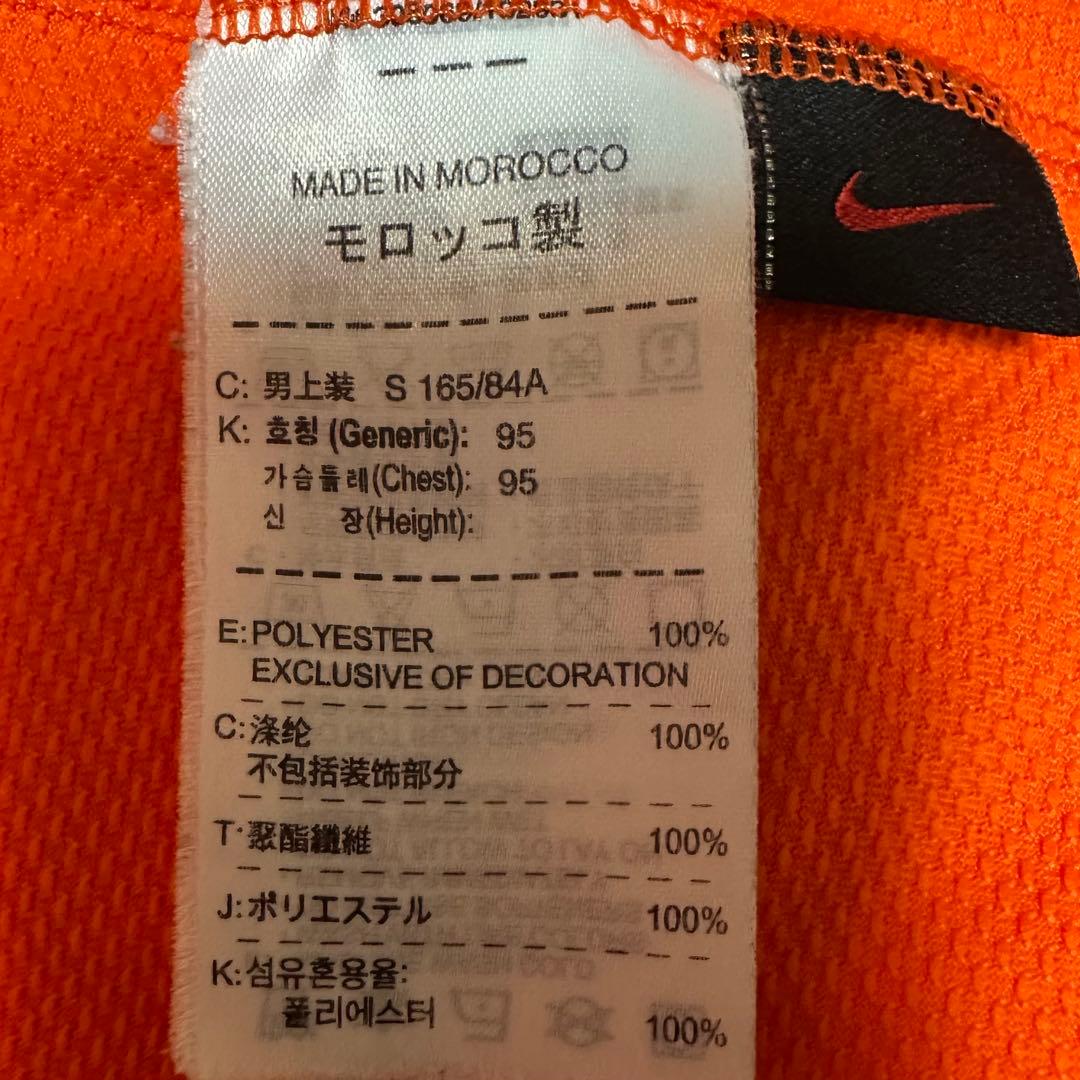 MADE IN MOROCCO
モロッコ製
C: 男上装 S 165/84A
K: 호칭 (Generic): 95
가슴둘레(Chest): 95
신 장(Height):
E: POLYESTER 100%
EXCLUSIVE OF DECORATION
C: 涤纶 100%
不包括装饰部分
T: 聚酯纖維 100%
J: ポリエステル 100%
K: 섬유혼용율:
폴리에스터 100%